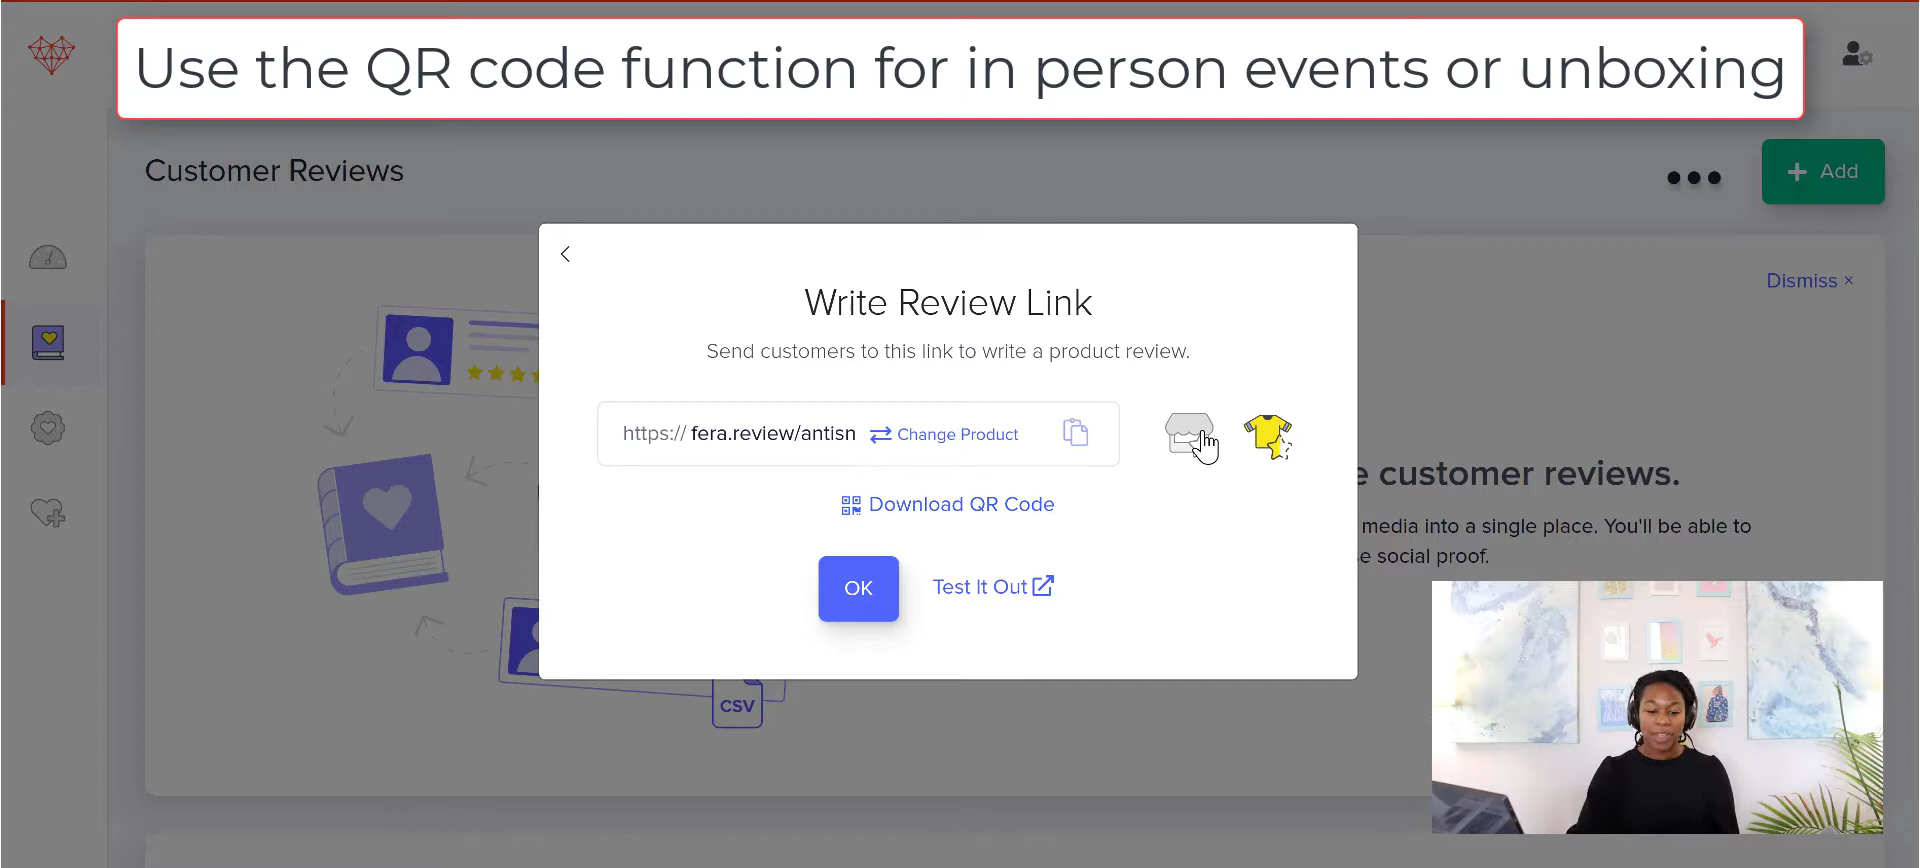 Use the QR code function for in person events or unboxing
Customer Reviews
Add
Dismiss ×
Write Review Link
Send customers to this link to write a product review.
https:// fera.review/antisn
Change Product
Download QR Code
OK
Test It Out
e customer reviews.
media into a single place. You'll be able to
e social proof.
CSV